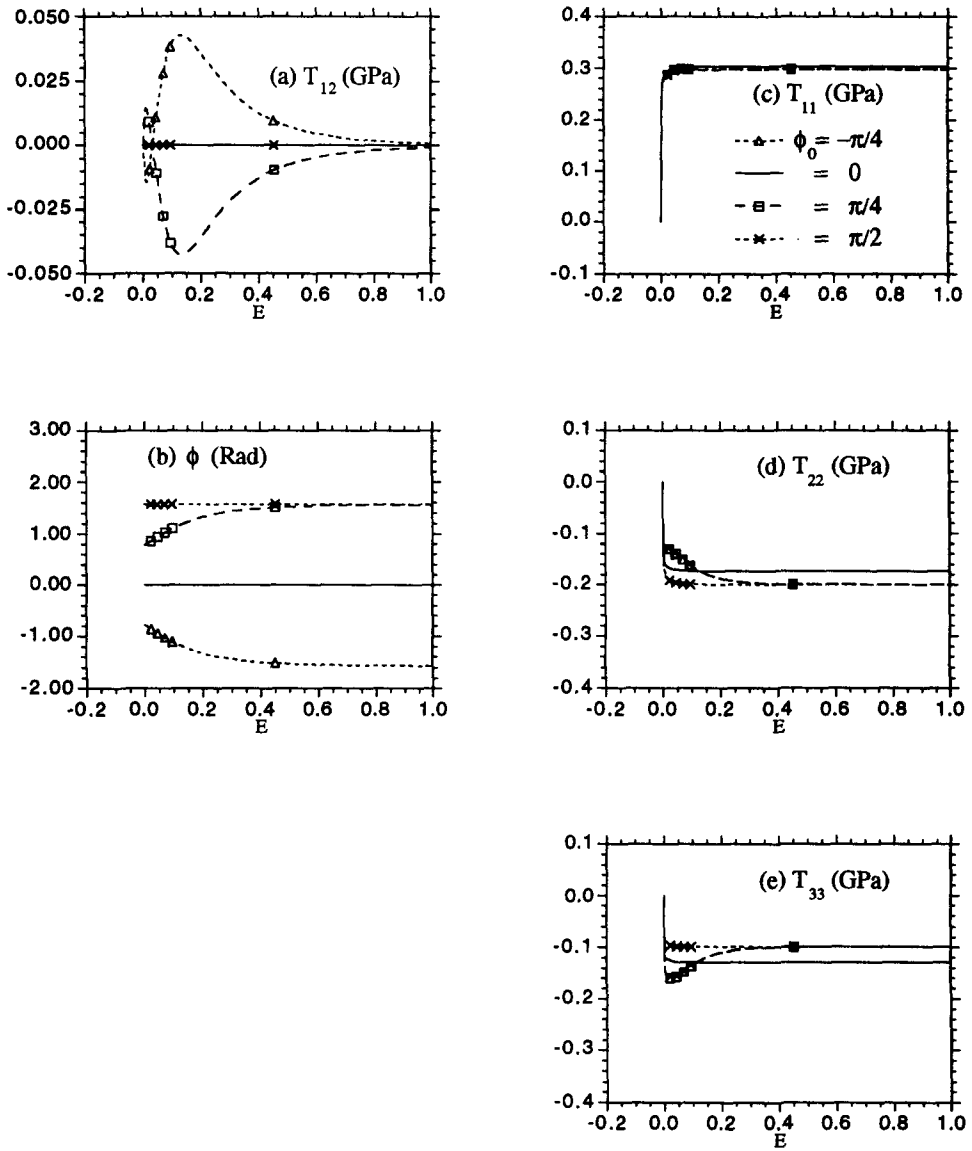 0.050
0.025
0.000
-0.025
-0.050
(a) T12 (GPa)
-0.2 0.0 0.2 0.4 0.6 0.8 1.0
E
0.4
0.3
0.2
0.1
0.0
-0.1
(c) T11 (GPa)
ϕ0 = −π/4
= 0
= π/4
= π/2
-0.2 0.0 0.2 0.4 0.6 0.8 1.0
E
3.00
2.00
1.00
0.00
-1.00
-2.00
(b) ϕ (Rad)
-0.2 0.0 0.2 0.4 0.6 0.8 1.0
E
0.1
0.0
-0.1
-0.2
-0.3
-0.4
(d) T22 (GPa)
-0.2 0.0 0.2 0.4 0.6 0.8 1.0
E
0.1
0.0
-0.1
-0.2
-0.3
-0.4
(e) T33 (GPa)
-0.2 0.0 0.2 0.4 0.6 0.8 1.0
E